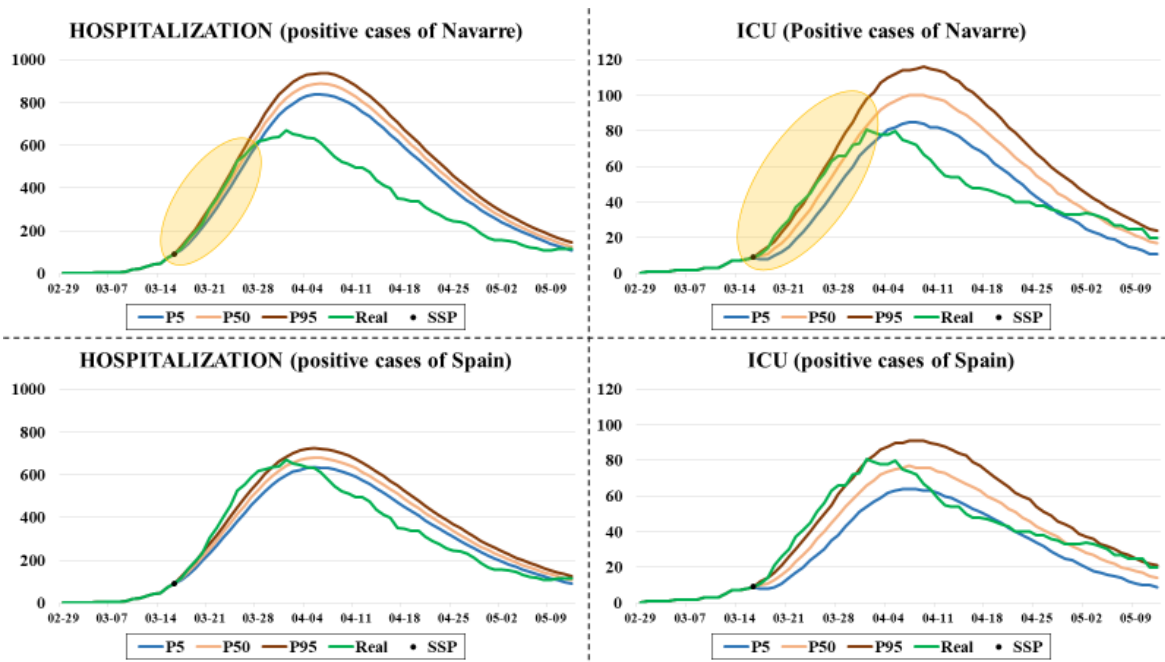 HOSPITALIZATION (positive cases of Navarre)
1000
800
600
400
200
0
02-29 03-07 03-14 03-21 03-28 04-04 04-11 04-18 04-25 05-02 05-09
P5 P50 P95 Real SSP
ICU (Positive cases of Navarre)
120
100
80
60
40
20
0
02-29 03-07 03-14 03-21 03-28 04-04 04-11 04-18 04-25 05-02 05-09
P5 P50 P95 Real SSP
HOSPITALIZATION (positive cases of Spain)
1000
800
600
400
200
0
02-29 03-07 03-14 03-21 03-28 04-04 04-11 04-18 04-25 05-02 05-09
P5 P50 P95 Real SSP
ICU (positive cases of Spain)
120
100
80
60
40
20
0
02-29 03-07 03-14 03-21 03-28 04-04 04-11 04-18 04-25 05-02 05-09
P5 P50 P95 Real SSP